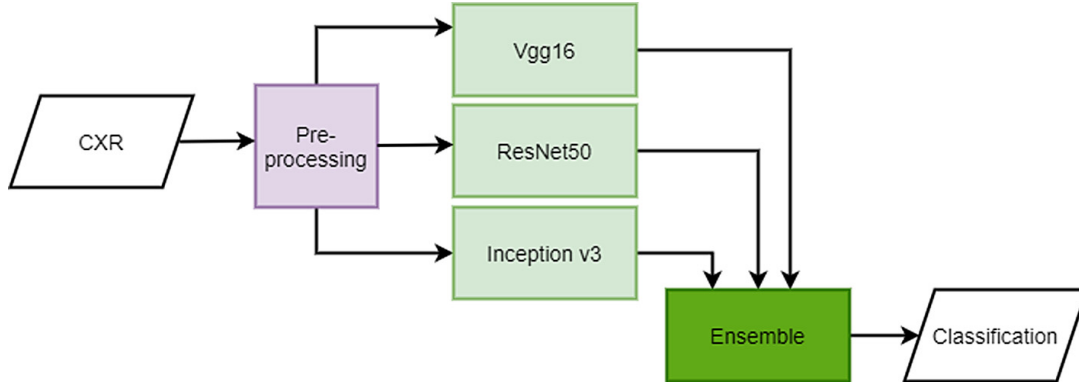 Vgg16
CXR
Pre-
processing
ResNet50
Inception v3
Ensemble
Classification